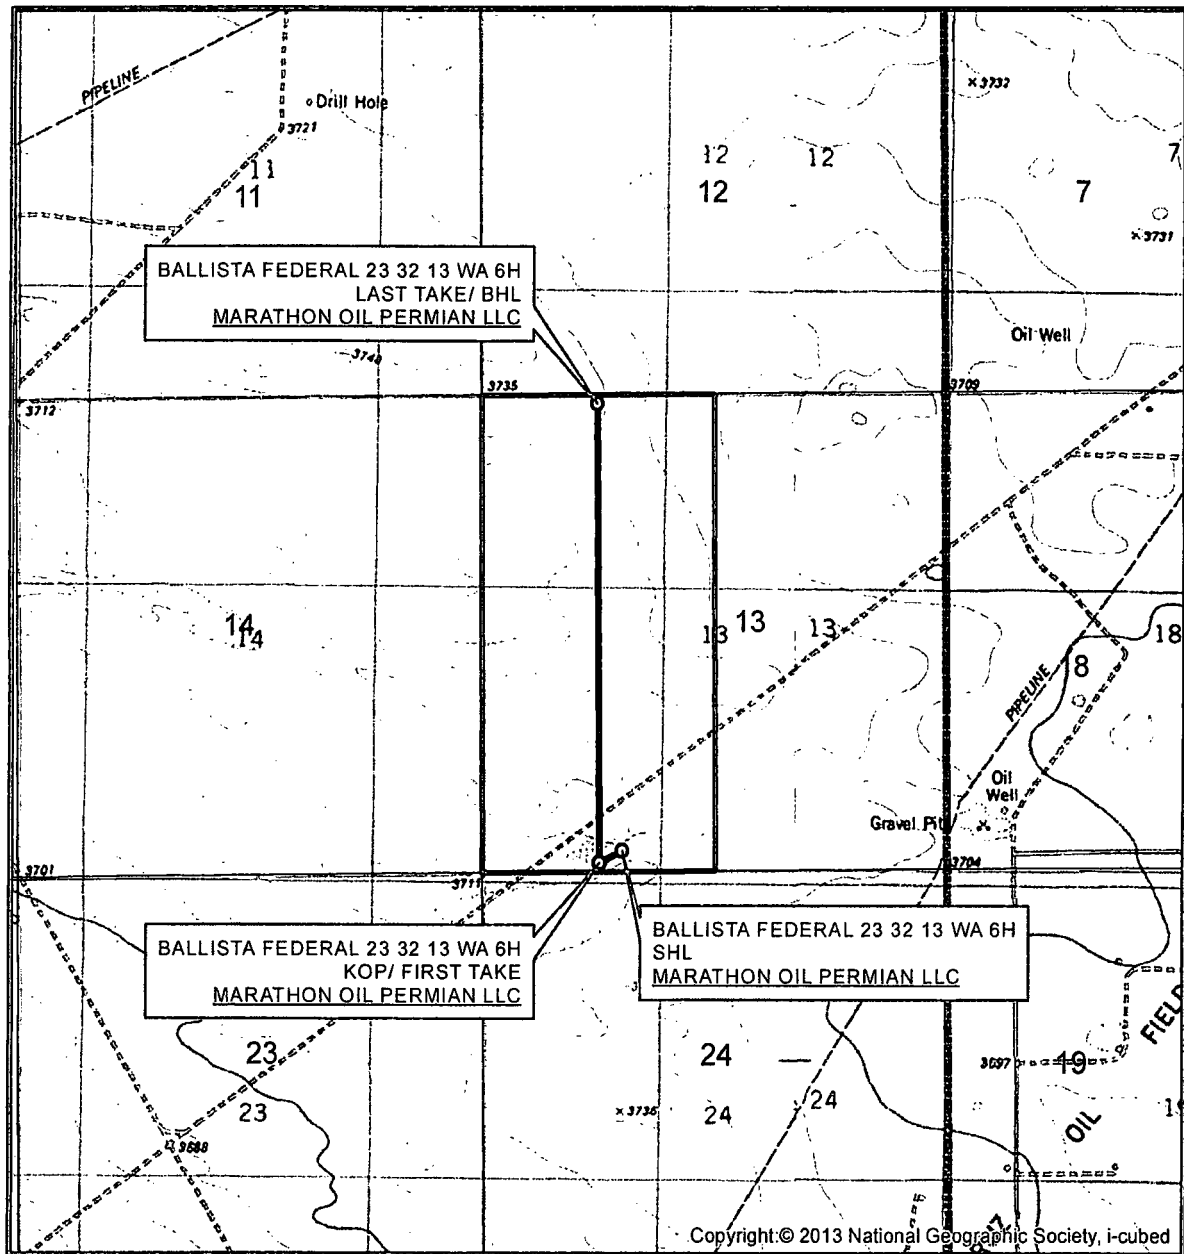 PIPELINE
Drill Hole
3721
3732
11
11
12
12
12
7
7
3731
BALLISTA FEDERAL 23 32 13 WA 6H
LAST TAKE/ BHL
MARATHON OIL PERMIAN LLC
Oil Well
3735
3709
3712
14
14
13
13
13
18
8
PIPELINE
Oil
Well
Gravel Pit
3701
3711
3704
BALLISTA FEDERAL 23 32 13 WA 6H
KOP/ FIRST TAKE
MARATHON OIL PERMIAN LLC
BALLISTA FEDERAL 23 32 13 WA 6H
SHL
MARATHON OIL PERMIAN LLC
FIELD
23
24
3697
19
23
3736
24
24
OIL
3688
Copyright:© 2013 National Geographic Society, i-cubed